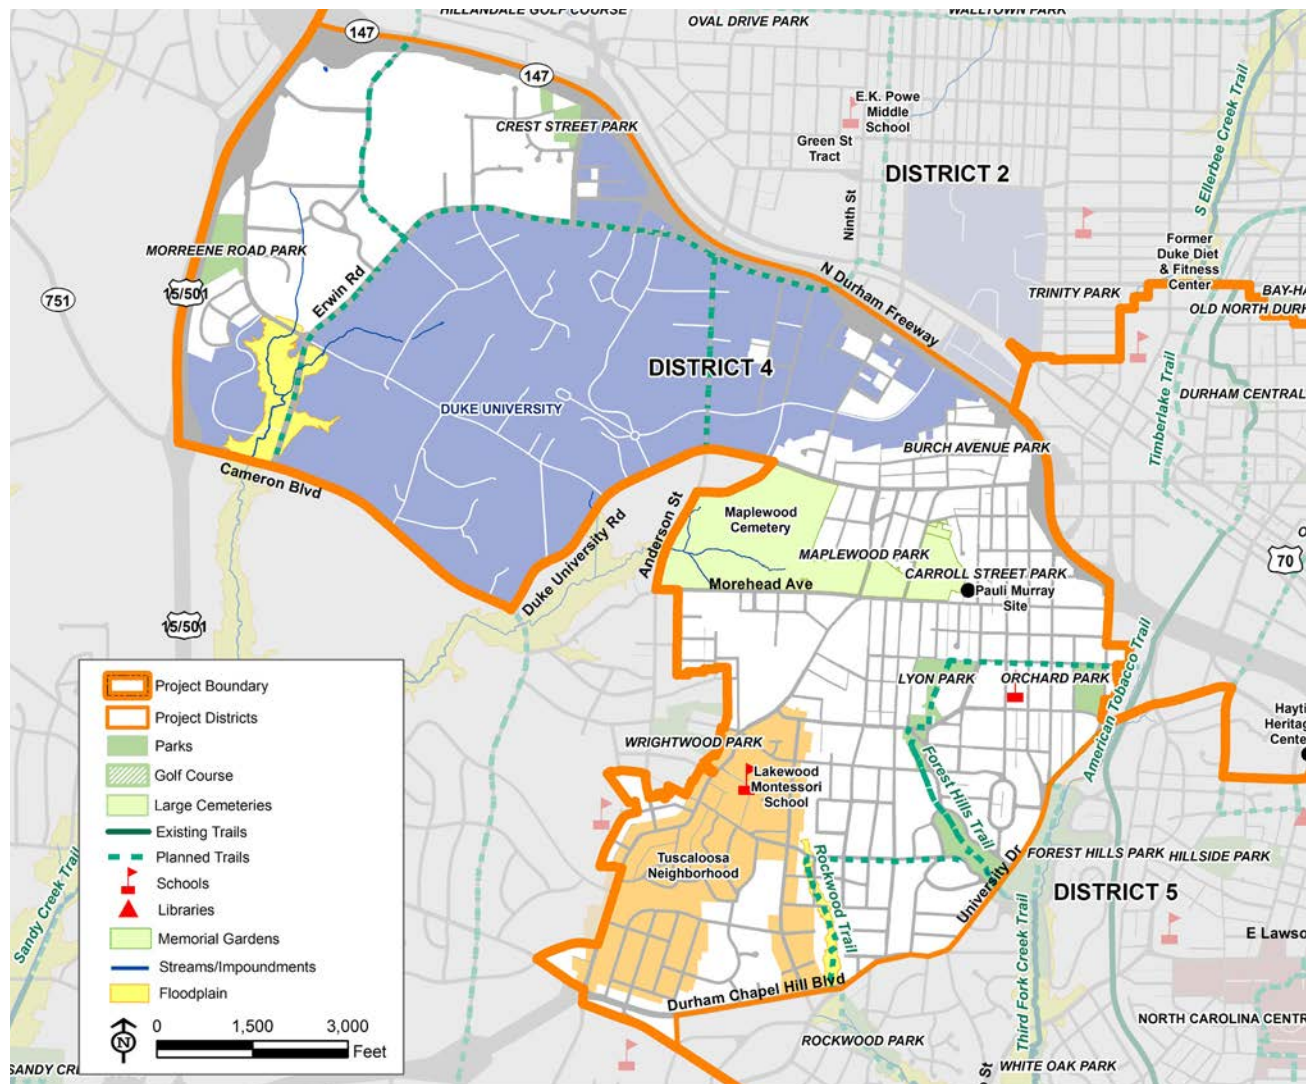 HILLANDALE GOLF COURSE
WALLTOWN PARK
OVAL DRIVE PARK
147
147
E.K. Powe
Middle
School
CREST STREET PARK
Green St
Tract
DISTRICT 2
S Ellerbee Creek Trail
Ninth St
MORREENE ROAD PARK
Former
Duke Diet
& Fitness
Center
15/501
751
Erwin Rd
N Durham Freeway
TRINITY PARK
BAY-HA
OLD NORTH DURH
DISTRICT 4
Timberlake Trail
DURHAM CENTRAL
DUKE UNIVERSITY
BURCH AVENUE PARK
Cameron Blvd
Anderson St
Maplewood
Cemetery
Duke University Rd
MAPLEWOOD PARK
70
CARROLL STREET PARK
Morehead Ave
Pauli Murray
Site
15/501
American Tobacco Trail
LYON PARK
ORCHARD PARK
Project Boundary
Project Districts
Parks
Golf Course
Large Cemeteries
Existing Trails
Planned Trails
Schools
Libraries
Memorial Gardens
Streams/Impoundments
Floodplain
N
0
1,500
3,000
Feet
Hayti
Heritag
Cente
WRIGHTWOOD PARK
Lakewood
Montessori
School
Forest Hills Trail
Tuscaloosa
Neighborhood
Rockwood Trail
University Dr
FOREST HILLS PARK
HILLSIDE PARK
DISTRICT 5
Sandy Creek Trail
Third Fork Creek Trail
E Lawso
Durham Chapel Hill Blvd
NORTH CAROLINA CENTR
ROCKWOOD PARK
WHITE OAK PARK
SANDY CRE
St